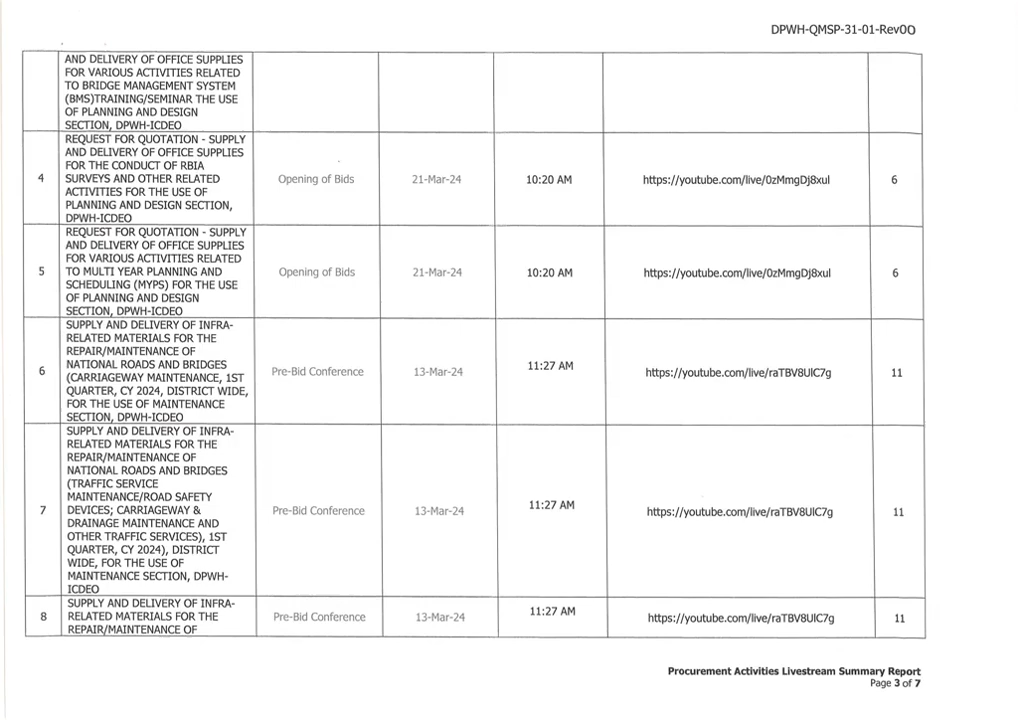 DPWH-QMSP-31-01-Rev00
AND DELIVERY OF OFFICE SUPPLIES
FOR VARIOUS ACTIVITIES RELATED
TO BRIDGE MANAGEMENT SYSTEM
(BMS)TRAINING/SEMINAR THE USE
OF PLANNING AND DESIGN
SECTION, DPWH-ICDEO
4
REQUEST FOR QUOTATION - SUPPLY
AND DELIVERY OF OFFICE SUPPLIES
FOR THE CONDUCT OF RBIA
SURVEYS AND OTHER RELATED
ACTIVITIES FOR THE USE OF
PLANNING AND DESIGN SECTION,
DPWH-ICDEO
Opening of Bids
21-Mar-24
10:20 AM
https://youtube.com/live/0zMmgDj8xuI
6
5
REQUEST FOR QUOTATION - SUPPLY
AND DELIVERY OF OFFICE SUPPLIES
FOR VARIOUS ACTIVITIES RELATED
TO MULTI YEAR PLANNING AND
SCHEDULING (MYPS) FOR THE USE
OF PLANNING AND DESIGN
SECTION, DPWH-ICDEO
Opening of Bids
21-Mar-24
10:20 AM
https://youtube.com/live/0zMmgDj8xuI
6
6
SUPPLY AND DELIVERY OF INFRA-
RELATED MATERIALS FOR THE
REPAIR/MAINTENANCE OF
NATIONAL ROADS AND BRIDGES
(CARRIAGEWAY MAINTENANCE, 1ST
QUARTER, CY 2024, DISTRICT WIDE,
FOR THE USE OF MAINTENANCE
SECTION, DPWH-ICDEO
Pre-Bid Conference
13-Mar-24
11:27 AM
https://youtube.com/live/raTBV8UlC7g
11
7
SUPPLY AND DELIVERY OF INFRA-
RELATED MATERIALS FOR THE
REPAIR/MAINTENANCE OF
NATIONAL ROADS AND BRIDGES
(TRAFFIC SERVICE
MAINTENANCE/ROAD SAFETY
DEVICES; CARRIAGEWAY &
DRAINAGE MAINTENANCE AND
OTHER TRAFFIC SERVICES), 1ST
QUARTER, CY 2024), DISTRICT
WIDE, FOR THE USE OF
MAINTENANCE SECTION, DPWH-
ICDEO
Pre-Bid Conference
13-Mar-24
11:27 AM
https://youtube.com/live/raTBV8UlC7g
11
8
SUPPLY AND DELIVERY OF INFRA-
RELATED MATERIALS FOR THE
REPAIR/MAINTENANCE OF
Pre-Bid Conference
13-Mar-24
11:27 AM
https://youtube.com/live/raTBV8UlC7g
11
Procurement Activities Livestream Summary Report
Page 3 of 7